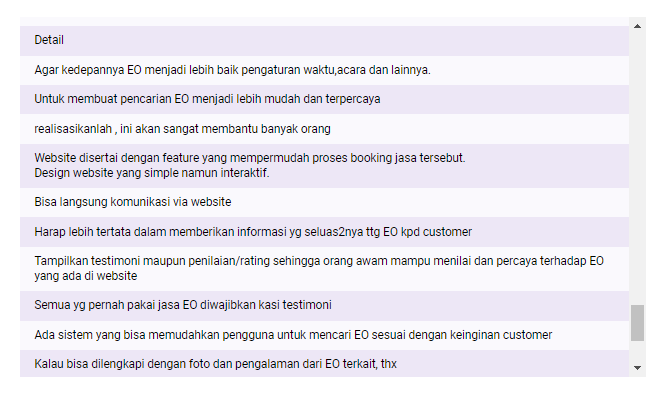 Detail
Agar kedepannya EO menjadi lebih baik pengaturan waktu,acara dan lainnya.
Untuk membuat pencarian EO menjadi lebih mudah dan terpercaya
realisasikanlah , ini akan sangat membantu banyak orang
Website disertai dengan feature yang mempermudah proses booking jasa tersebut.
Design website yang simple namun interaktif.
Bisa langsung komunikasi via website
Harap lebih tertata dalam memberikan informasi yg seluas2nya ttg EO kpd customer
Tampilkan testimoni maupun penilaian/rating sehingga orang awam mampu menilai dan percaya terhadap EO
yang ada di website
Semua yg pernah pakai jasa EO diwajibkan kasi testimoni
Ada sistem yang bisa memudahkan pengguna untuk mencari EO sesuai dengan keinginan customer
Kalau bisa dilengkapi dengan foto dan pengalaman dari EO terkait, thx